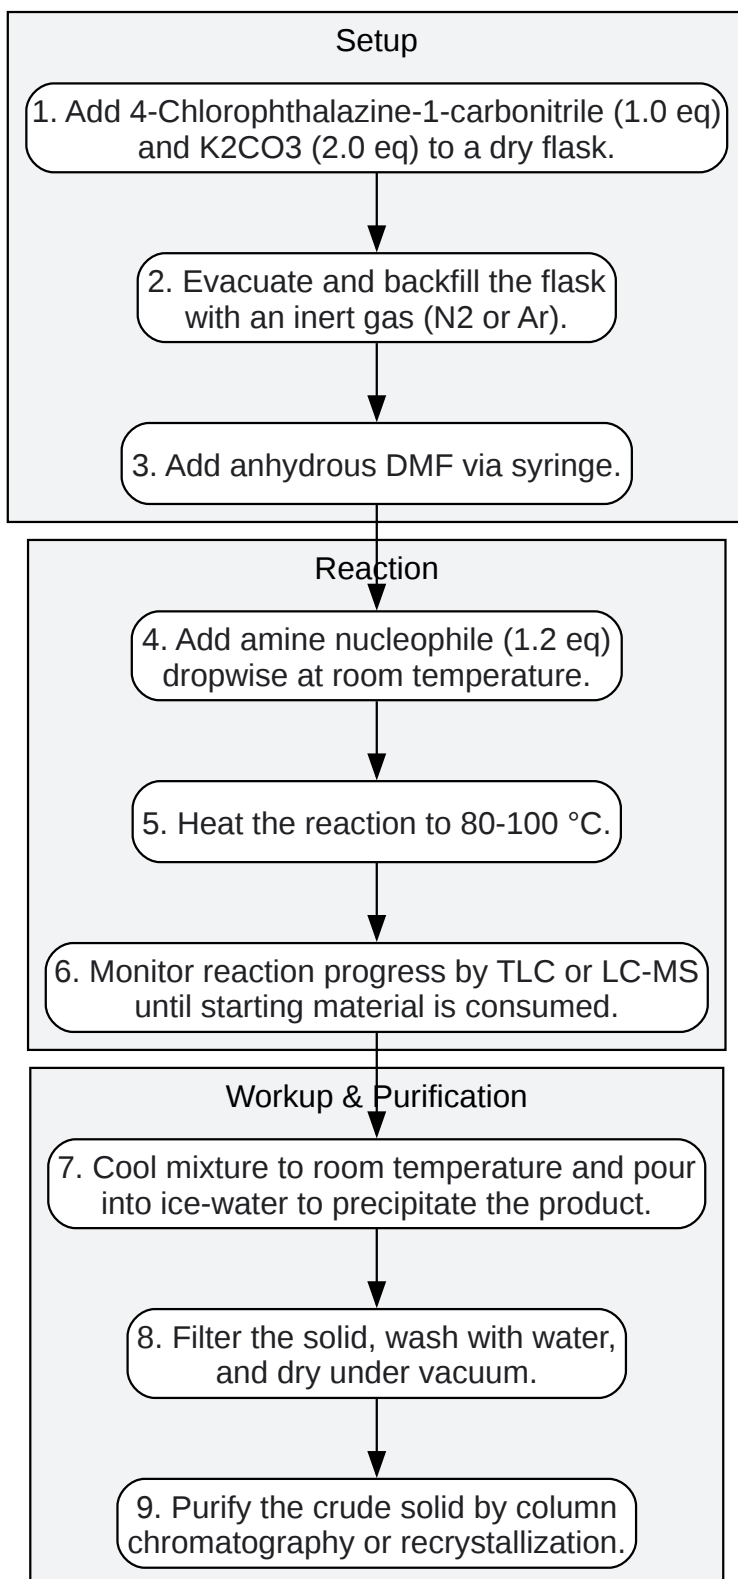 Setup
1. Add 4-Chlorophthalazine-1-carbonitrile (1.0 eq)
and K2CO3 (2.0 eq) to a dry flask.
2. Evacuate and backfill the flask
with an inert gas (N2 or Ar).
3. Add anhydrous DMF via syringe.
Reaction
4. Add amine nucleophile (1.2 eq)
dropwise at room temperature.
5. Heat the reaction to 80-100 °C.
6. Monitor reaction progress by TLC or LC-MS
until starting material is consumed.
Workup & Purification
7. Cool mixture to room temperature and pour
into ice-water to precipitate the product.
8. Filter the solid, wash with water,
and dry under vacuum.
9. Purify the crude solid by column
chromatography or recrystallization.